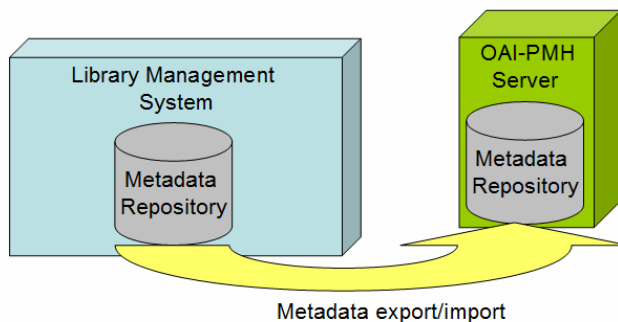 Library Management
System
Metadata
Repository
OAI-PMH
Server
Metadata
Repository
Metadata export/import